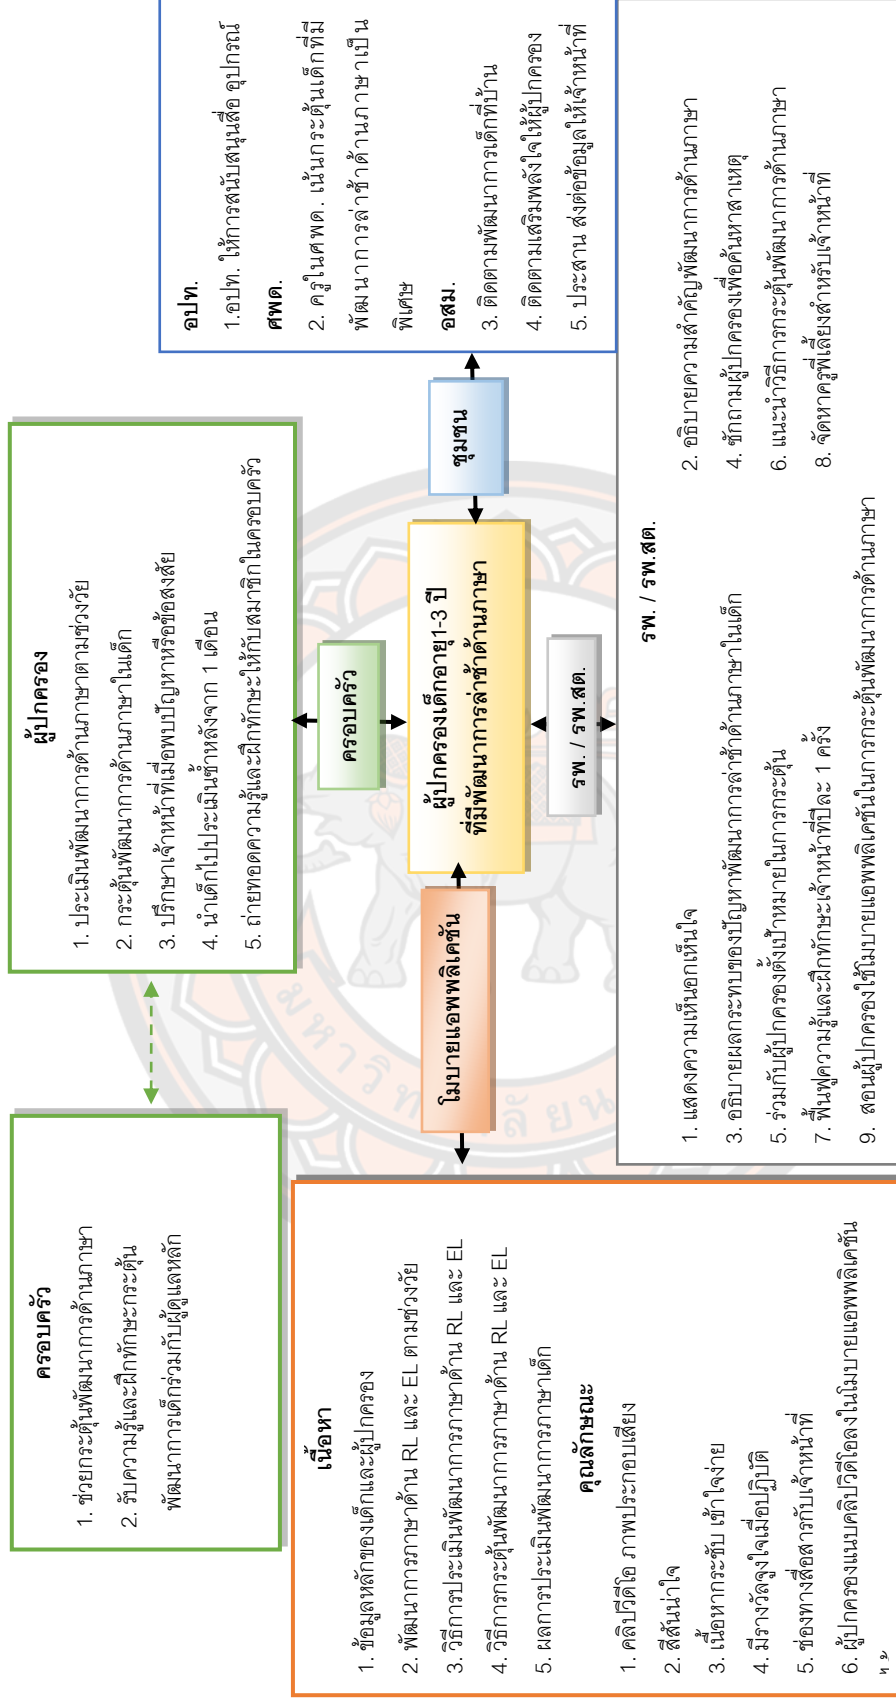 ครอบครัว
1. ช่วยกระตุ้นพัฒนาการด้านภาษา
2. รับความรู้และฝึกทักษะกระตุ้น
พัฒนาการเด็กร่วมกับผู้ดูแลหลัก
ผู้ปกครอง
1. ประเมินพัฒนาการด้านภาษาตามช่วงวัย
2. กระตุ้นพัฒนาการด้านภาษาในเด็ก
3. ปรึกษาเจ้าหน้าที่เมื่อพบปัญหาหรือข้อสงสัย
4. นำเด็กไปประเมินซ้ำหลังจาก 1 เดือน
5. ถ่ายทอดความรู้และฝึกทักษะให้กับสมาชิกในครอบครัว
อปท.
1.อปท. ให้การสนับสนุนสื่อ อุปกรณ์
ศพด.
2. ครูในศพด. เน้นกระตุ้นเด็กที่มี
พัฒนาการล่าช้าด้านภาษาเป็น
พิเศษ
อสม.
3. ติดตามพัฒนาการเด็กที่บ้าน
4. ติดตามเสริมพลังใจให้ผู้ปกครอง
5. ประสาน ส่งต่อข้อมูลให้เจ้าหน้าที่
ครอบครัว
โมบายแอพพลิเคชัน
ผู้ปกครองเด็กอายุ1-3 ปี
ที่มีพัฒนาการล่าช้าด้านภาษา
ชุมชน
รพ. / รพ.สต.
เนื้อหา
1. ข้อมูลหลักของเด็กและผู้ปกครอง
2. พัฒนาการภาษาด้าน RL และ EL ตามช่วงวัย
3. วิธีการประเมินพัฒนาการภาษาด้าน RL และ EL
4. วิธีการกระตุ้นพัฒนาการภาษาด้าน RL และ EL
5. ผลการประเมินพัฒนาการภาษาเด็ก
คุณลักษณะ
1. คลิปวีดีโอ ภาพประกอบเสียง
2. สีสันน่าใจ
3. เนื้อหากระชับ เข้าใจง่าย
4. มีรางวัลจูงใจเมื่อปฏิบัติ
5. ช่องทางสื่อสารกับเจ้าหน้าที่
6. ผู้ปกครองแนบคลิปวีดีโอลงในโมบายแอพพลิเคชัน
รพ. / รพ.สต.
1. แสดงความเห็นอกเห็นใจ
2. อธิบายความสำคัญพัฒนาการด้านภาษา
3. อธิบายผลกระทบของปัญหาพัฒนาการล่าช้าด้านภาษาในเด็ก
4. ซักถามผู้ปกครองเพื่อค้นหาสาเหตุ
5. ร่วมกับผู้ปกครองตั้งเป้าหมายในการกระตุ้น
6. แนะนำวิธีการกระตุ้นพัฒนาการด้านภาษา
7. ฟื้นฟูความรู้และฝึกทักษะเจ้าหน้าที่ปีละ 1 ครั้ง
8. จัดหาครูพี่เลี้ยงสำหรับเจ้าหน้าที่
9. สอนผู้ปกครองใช้โมบายแอพพลิเคชันในการกระตุ้นพัฒนาการด้านภาษา